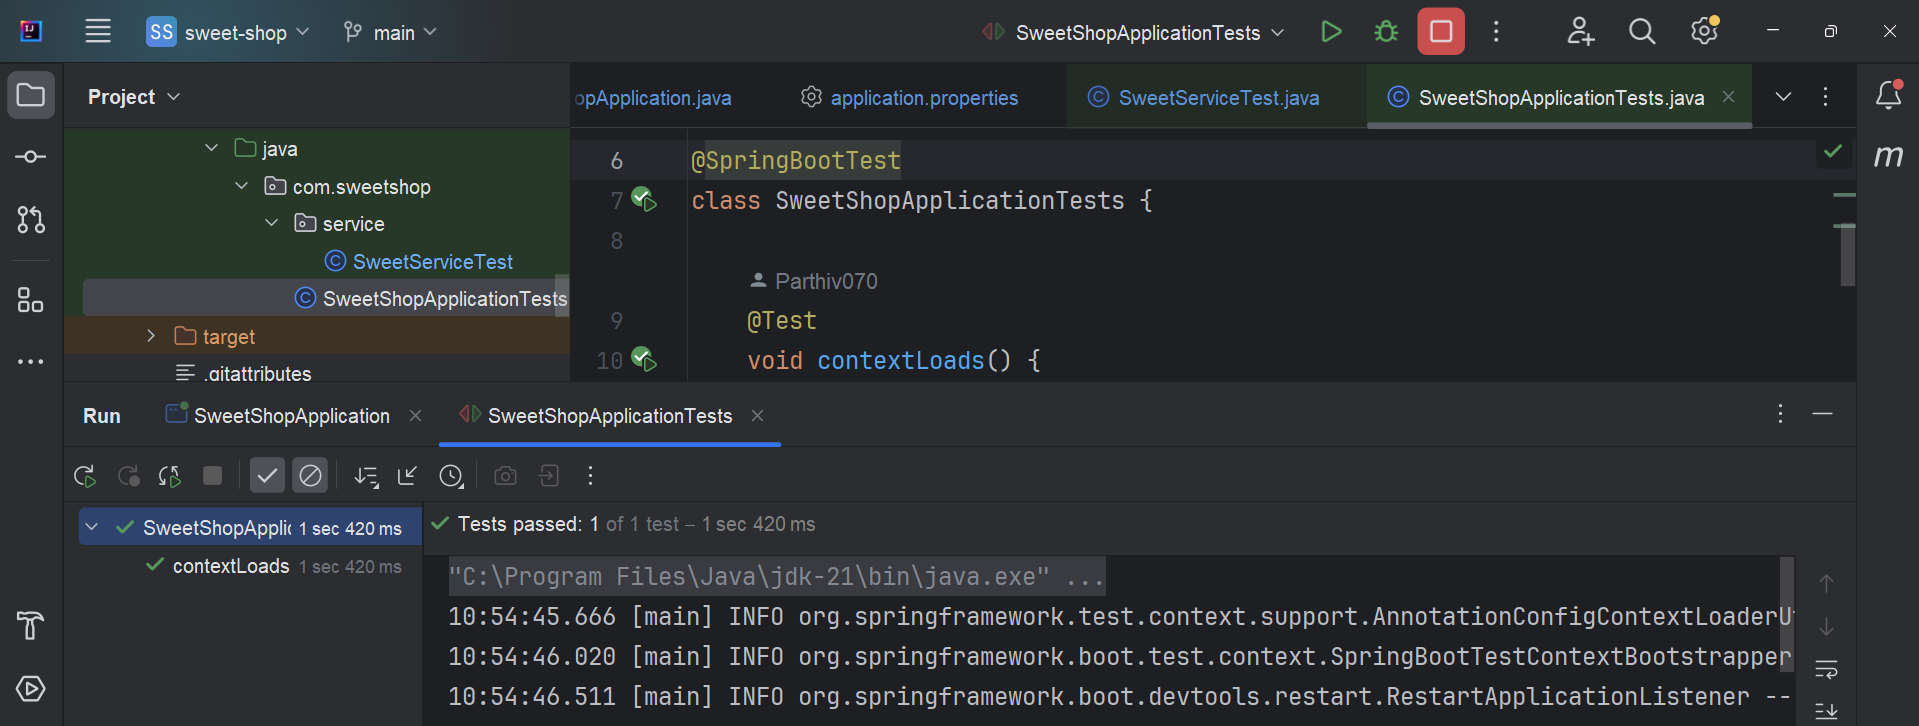 SS sweet-shop main SweetShopApplicationTests
Project
opApplication.java application.properties SweetServiceTest.java SweetShopApplicationTests.java
java
com.sweetshop
service
SweetServiceTest
SweetShopApplicationTests
target
.gitattributes
6 @SpringBootTest
7 class SweetShopApplicationTests {
8
Parthiv070
9 @Test
10 void contextLoads() {
m
Run SweetShopApplication SweetShopApplicationTests
SweetShopApplic 1 sec 420 ms
contextLoads 1 sec 420 ms
Tests passed: 1 of 1 test – 1 sec 420 ms
"C:\Program Files\Java\jdk-21\bin\java.exe" ...
10:54:45.666 [main] INFO org.springframework.test.context.support.AnnotationConfigContextLoaderU
10:54:46.020 [main] INFO org.springframework.boot.test.context.SpringBootTestContextBootstrapper
10:54:46.511 [main] INFO org.springframework.boot.devtools.restart.RestartApplicationListener --